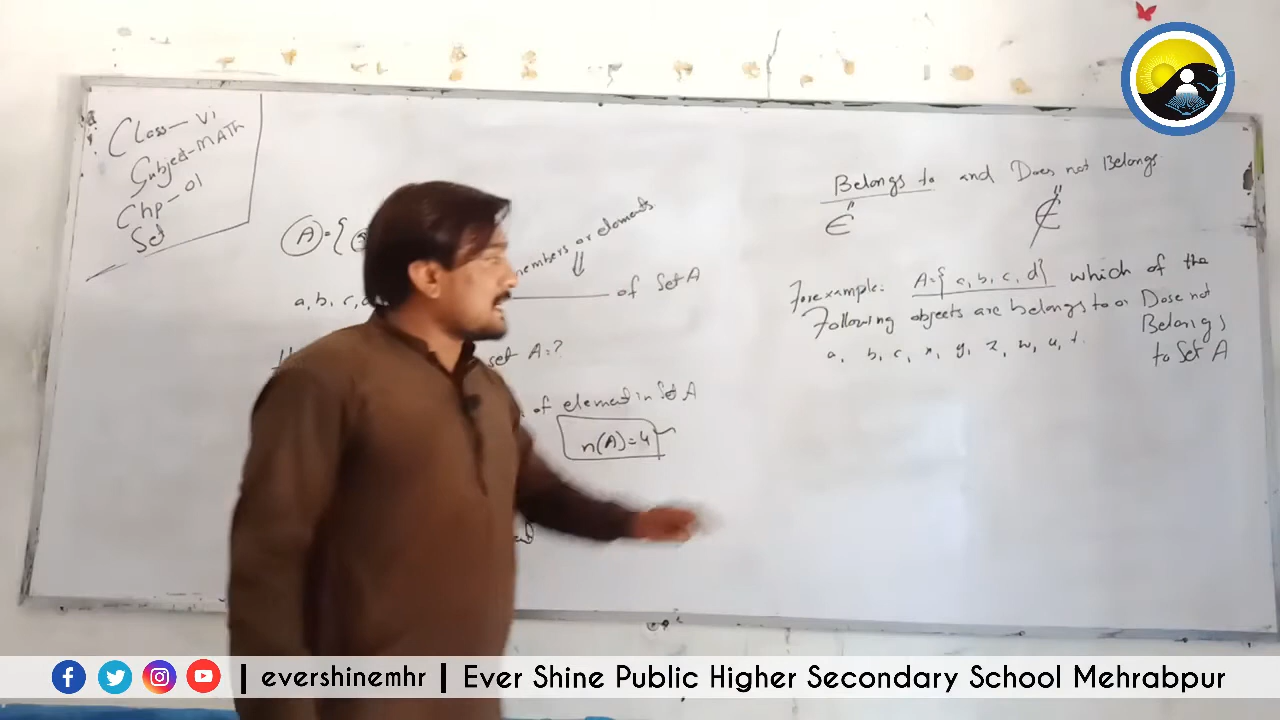 Class - VI
Subject - MATH
Chp - 01
Set
A = {
a, b, c,
members or elements
of Set A
set A = ?
of element in Set A
n(A) = 4
Belongs to and Does not Belongs
∈ ∉
For example: A = { a, b, c, d } which of the
Following objects are belongs to or Dose not
Belongs
to Set A
a, b, c, x, y, z, w, u, t.
| evershinemhr | Ever Shine Public Higher Secondary School Mehrabpur